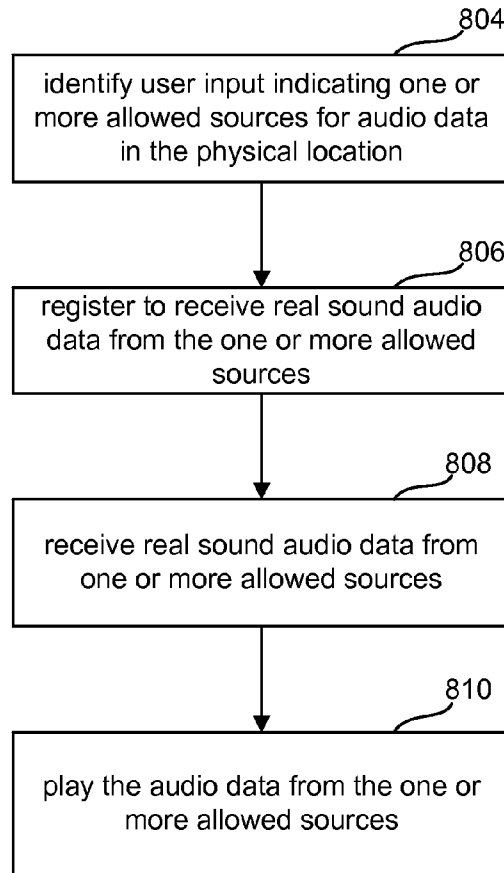 804
identify user input indicating one or
more allowed sources for audio data
in the physical location
806
register to receive real sound audio
data from the one or more allowed
sources
808
receive real sound audio data from
one or more allowed sources
810
play the audio data from the one or
more allowed sources